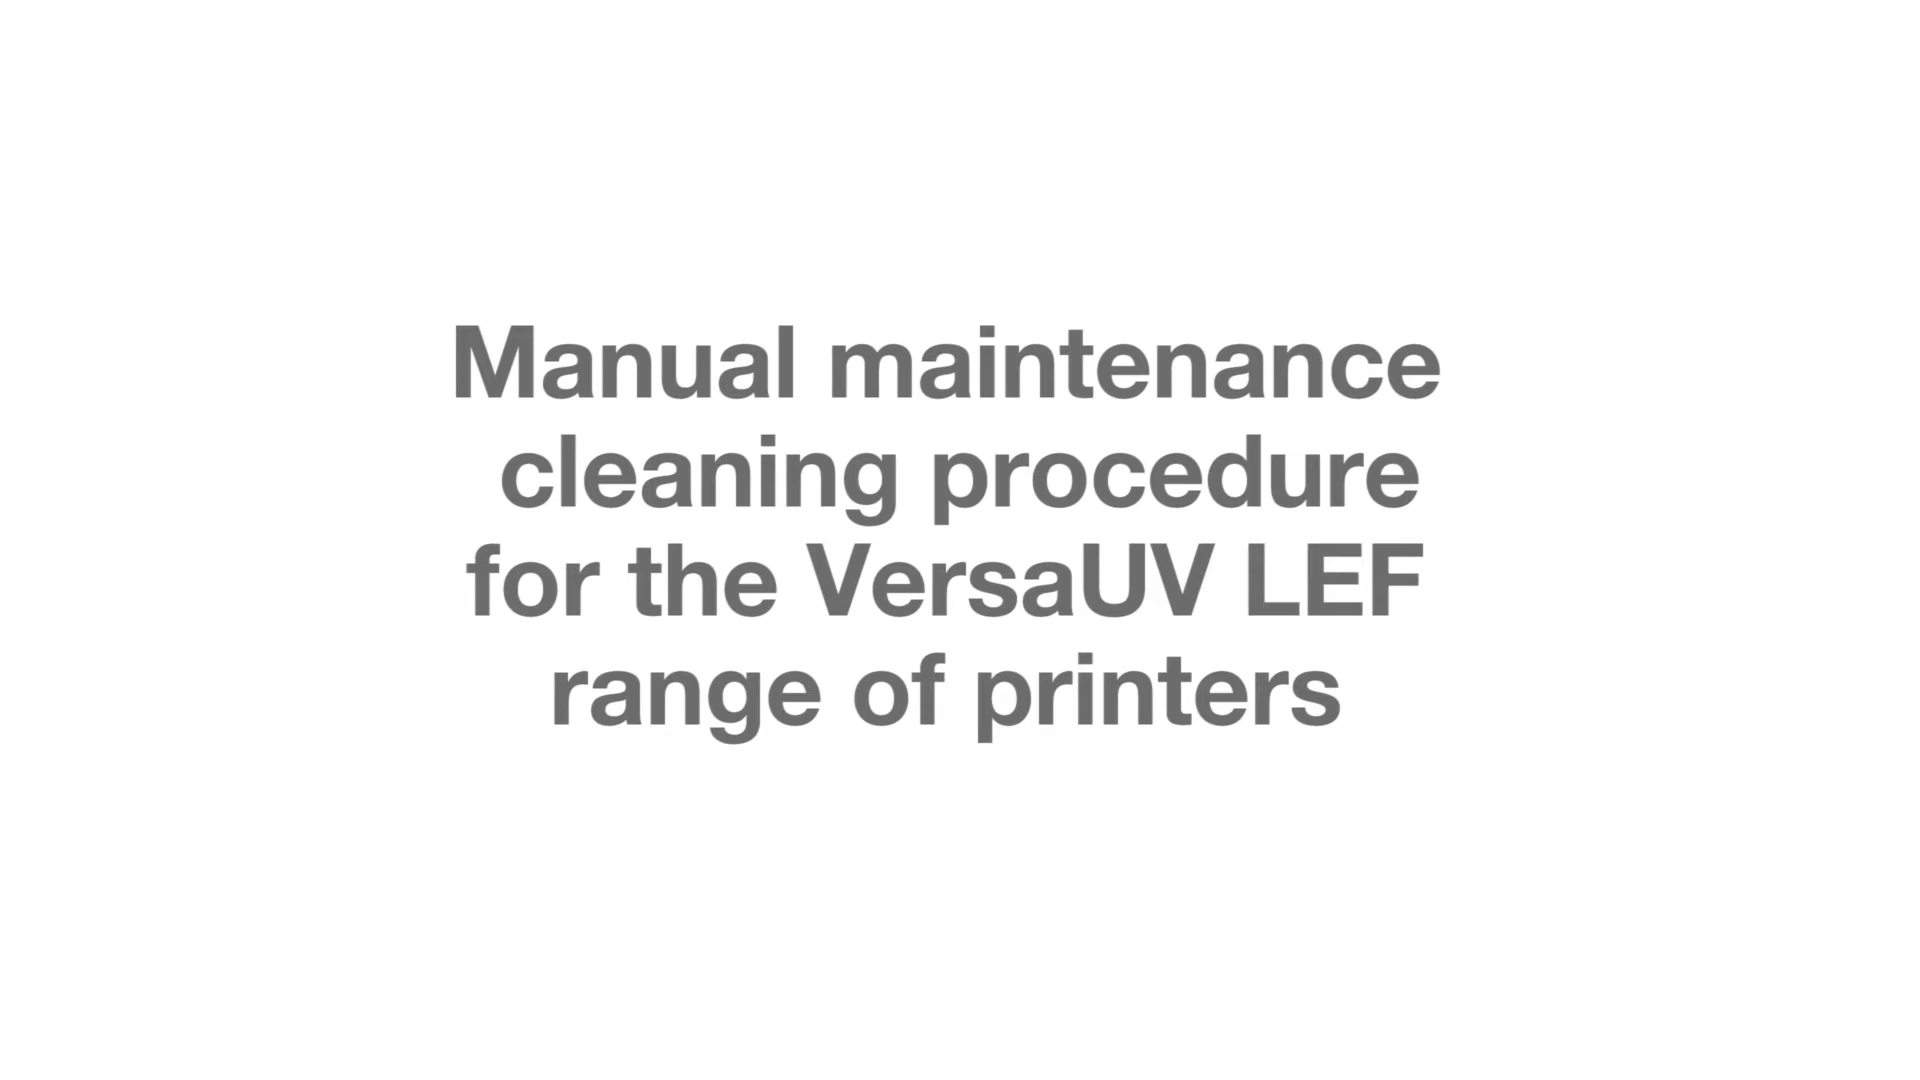 Manual maintenance
cleaning procedure
for the VersaUV LEF
range of printers